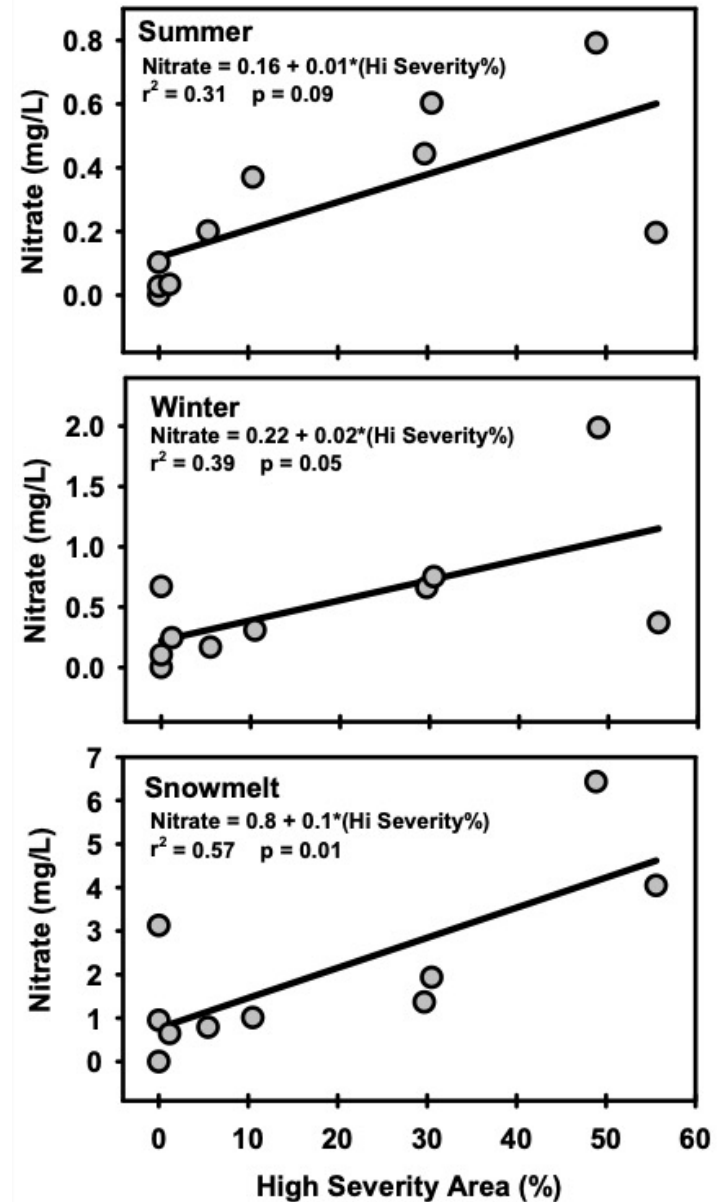 Summer
Nitrate = 0.16 + 0.01*(Hi Severity%)
r² = 0.31 p = 0.09
0.8
0.6
0.4
0.2
0.0
Nitrate (mg/L)
Winter
Nitrate = 0.22 + 0.02*(Hi Severity%)
r² = 0.39 p = 0.05
2.0
1.5
1.0
0.5
0.0
Nitrate (mg/L)
Snowmelt
Nitrate = 0.8 + 0.1*(Hi Severity%)
r² = 0.57 p = 0.01
7
6
5
4
3
2
1
0
Nitrate (mg/L)
0 10 20 30 40 50 60
High Severity Area (%)